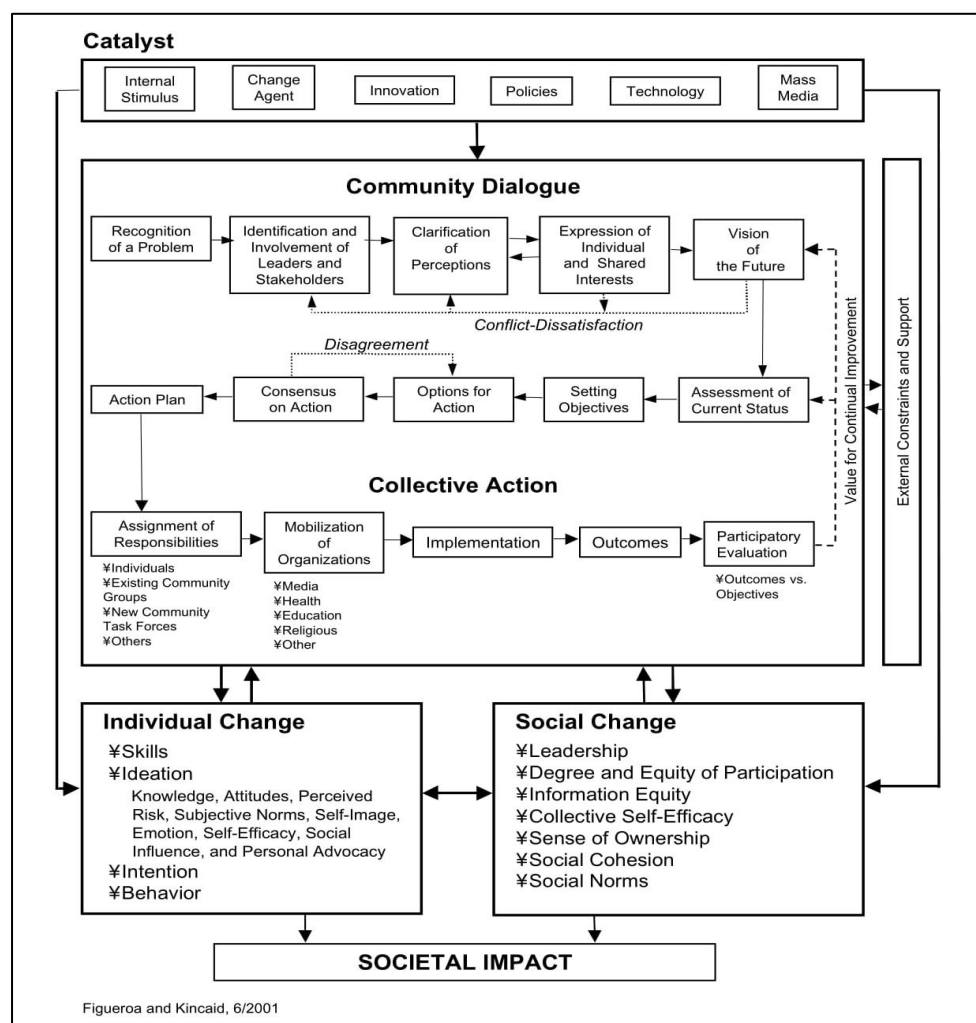 Catalyst
Internal
Stimulus
Change
Agent
Innovation
Policies
Technology
Mass
Media
Community Dialogue
Recognition
of a Problem
Identification and
Involvement of
Leaders and
Stakeholders
Clarification
of
Perceptions
Expression of
Individual
and Shared
Interests
Vision
of
the Future
Conflict-Dissatisfaction
Disagreement
Action Plan
Consensus
on Action
Options for
Action
Setting
Objectives
Assessment of
Current Status
Value for Continual Improvement
External Constraints and Support
Collective Action
Assignment of
Responsibilities
¥Individuals
¥Existing Community
Groups
¥New Community
Task Forces
¥Others
Mobilization
of
Organizations
¥Media
¥Health
¥Education
¥Religious
¥Other
Implementation
Outcomes
Participatory
Evaluation
¥Outcomes vs.
Objectives
Individual Change
¥Skills
¥Ideation
Knowledge, Attitudes, Perceived
Risk, Subjective Norms, Self-Image,
Emotion, Self-Efficacy, Social
Influence, and Personal Advocacy
¥Intention
¥Behavior
Social Change
¥Leadership
¥Degree and Equity of Participation
¥Information Equity
¥Collective Self-Efficacy
¥Sense of Ownership
¥Social Cohesion
¥Social Norms
SOCIETAL IMPACT
Figueroa and Kincaid, 6/2001